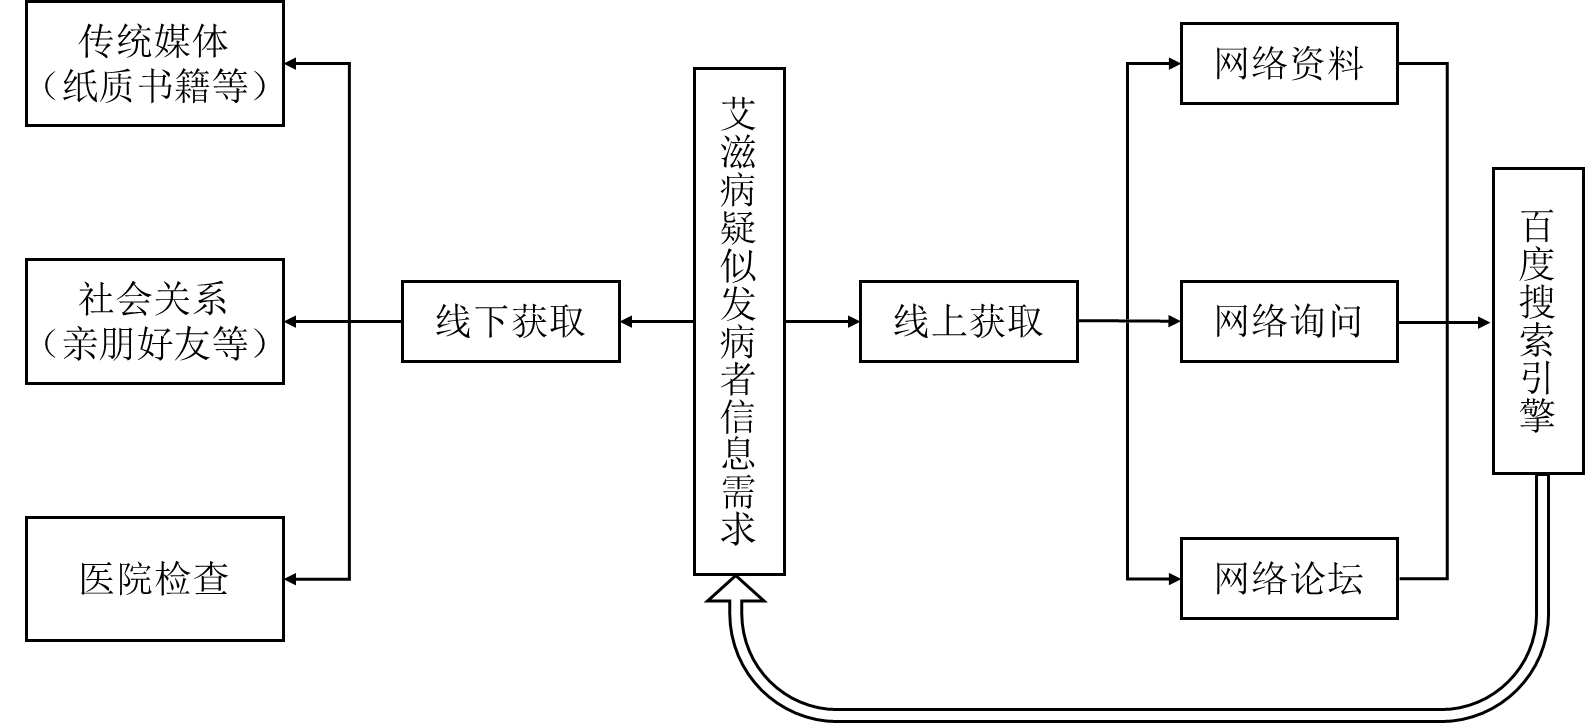 传统媒体
（纸质书籍等）
社会关系
（亲朋好友等）
医院检查
线下获取
艾滋病疑似发病者信息需求
线上获取
网络资料
网络询问
网络论坛
百度搜索引擎